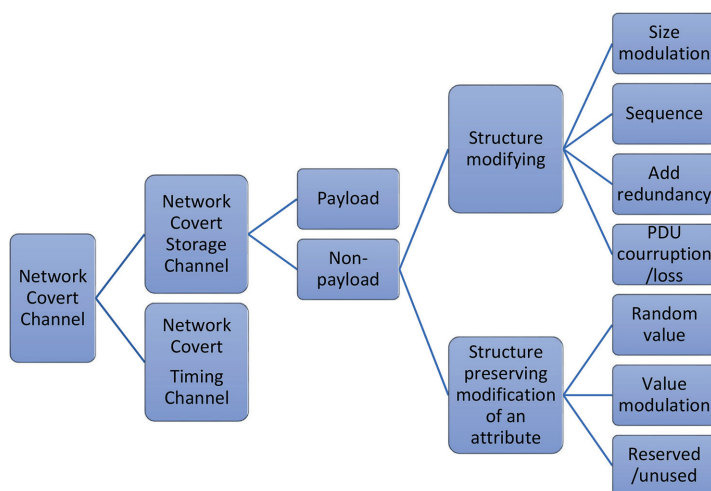 Network
Covert
Channel
Network
Covert
Storage
Channel
Network
Covert
Timing
Channel
Payload
Non-
payload
Structure
modifying
Structure
preserving
modification
of an
attribute
Size
modulation
Sequence
Add
redundancy
PDU
courruption
/loss
Random
value
Value
modulation
Reserved
/unused